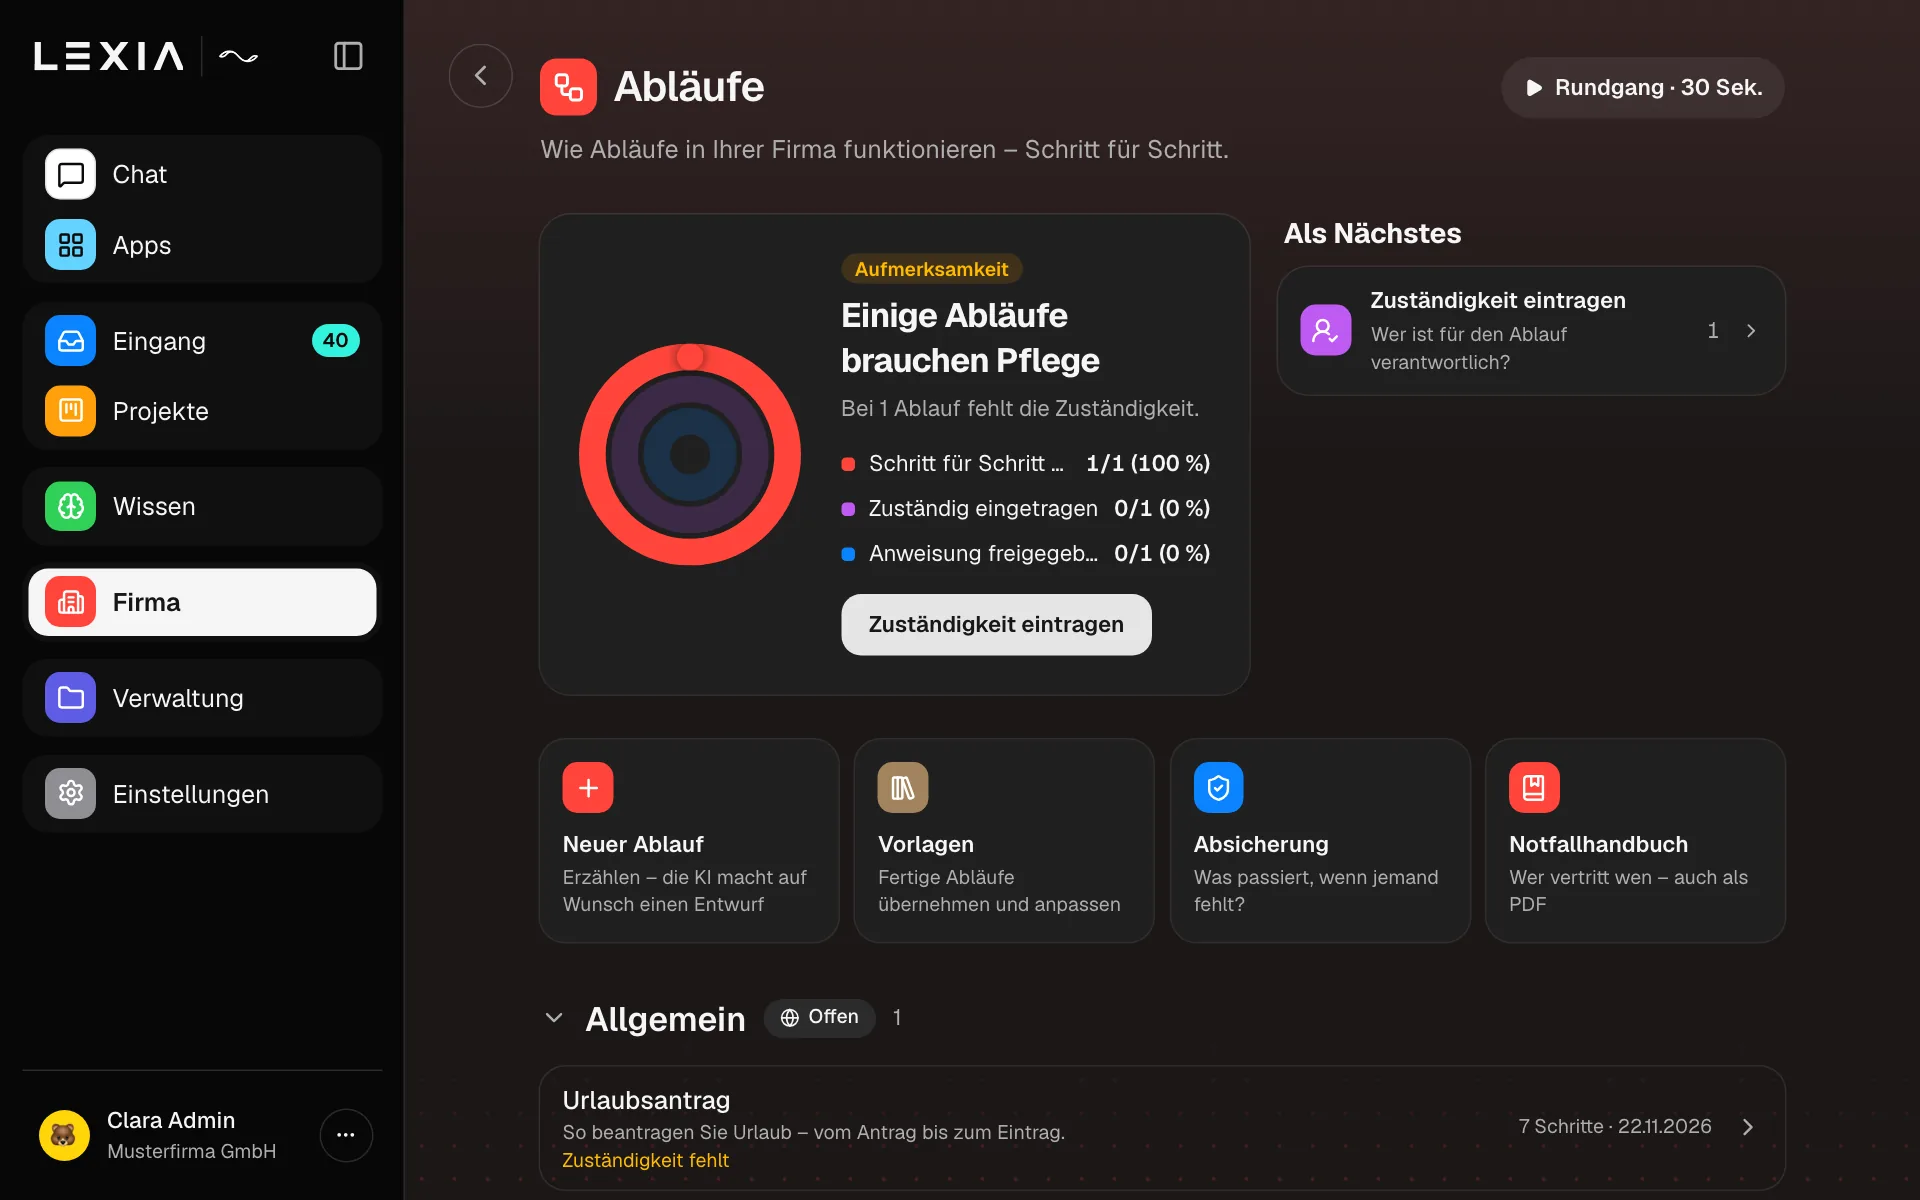 LEXIA
Chat
Apps
Eingang
40
Projekte
Wissen
Firma
Verwaltung
Einstellungen
Clara Admin
Musterfirma GmbH
Abläufe
Rundgang · 30 Sek.
Wie Abläufe in Ihrer Firma funktionieren – Schritt für Schritt.
Aufmerksamkeit
Einige Abläufe
brauchen Pflege
Bei 1 Ablauf fehlt die Zuständigkeit.
Schritt für Schritt ... 1/1 (100 %)
Zuständig eingetragen 0/1 (0 %)
Anweisung freigegeb... 0/1 (0 %)
Zuständigkeit eintragen
Als Nächstes
Zuständigkeit eintragen
Wer ist für den Ablauf
verantwortlich?
1
Neuer Ablauf
Erzählen – die KI macht auf
Wunsch einen Entwurf
Vorlagen
Fertige Abläufe
übernehmen und anpassen
Absicherung
Was passiert, wenn jemand
fehlt?
Notfallhandbuch
Wer vertritt wen – auch als
PDF
Allgemein
Offen
1
Urlaubsantrag
So beantragen Sie Urlaub – vom Antrag bis zum Eintrag.
Zuständigkeit fehlt
7 Schritte · 22.11.2026